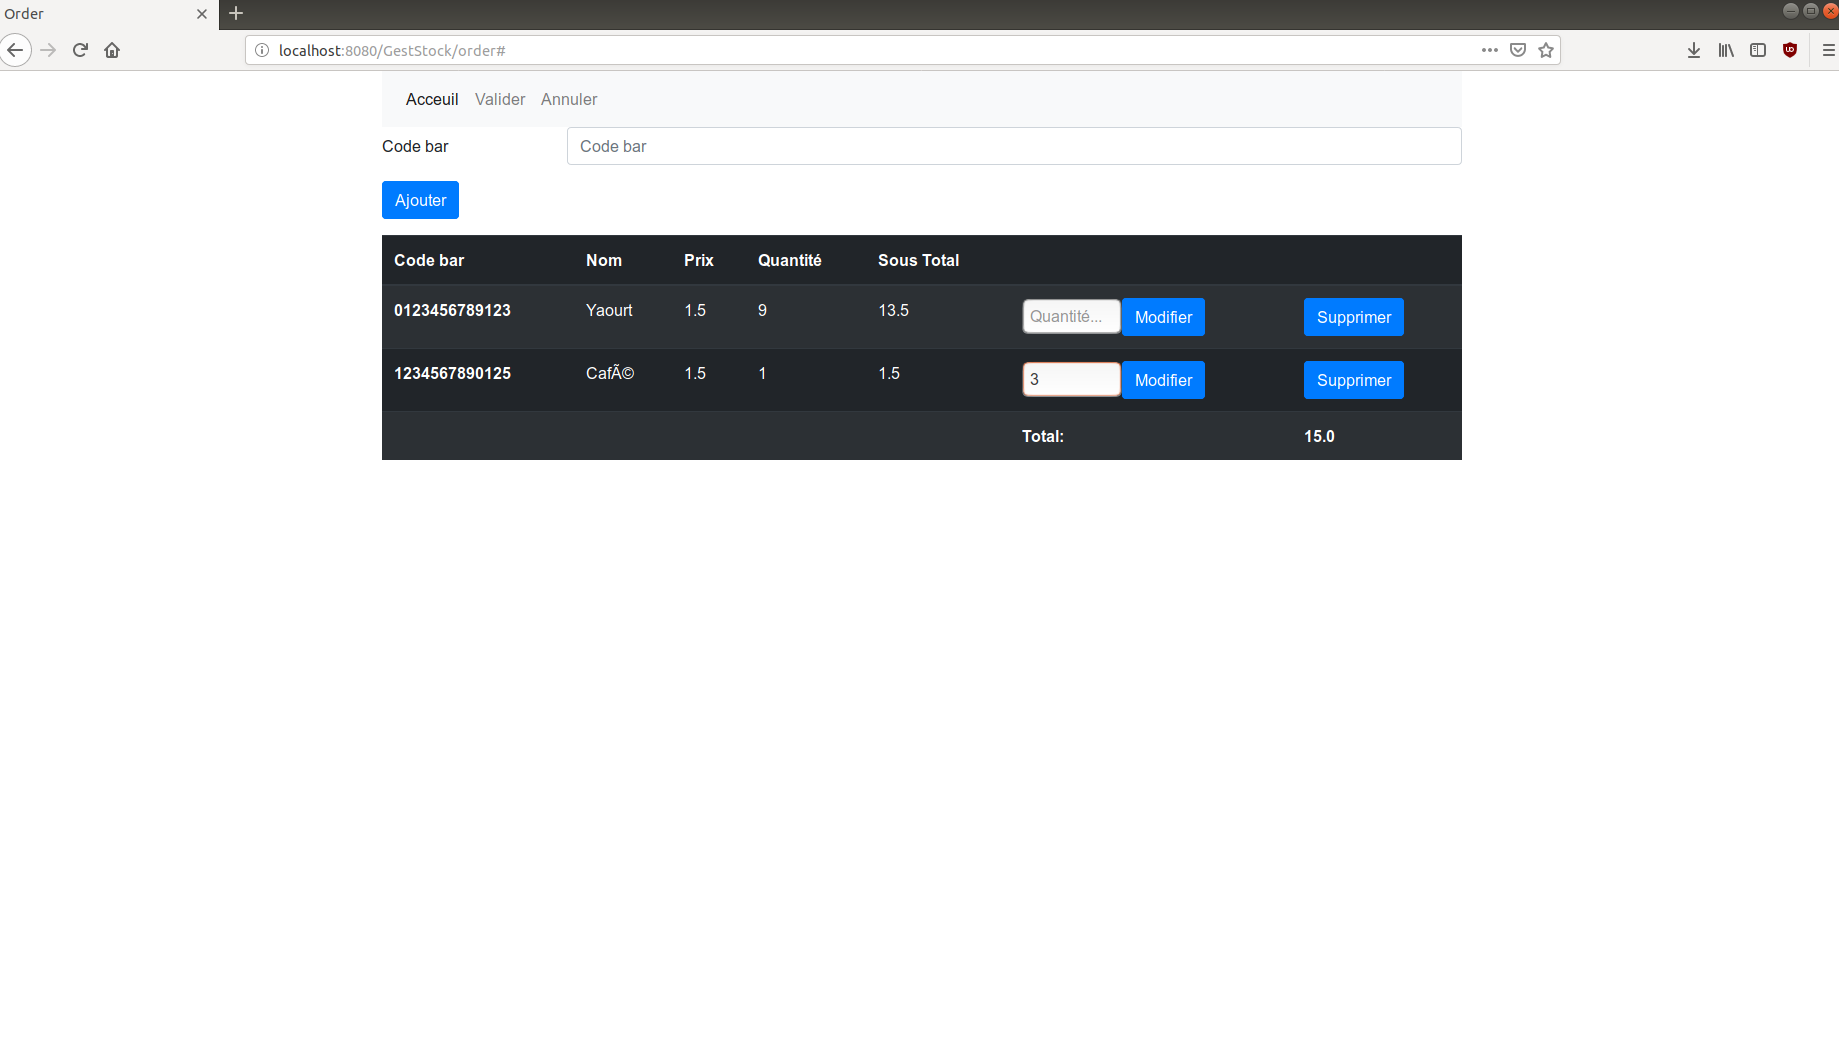 Order
localhost:8080/GestStock/order#
Acceuil Valider Annuler
Code bar Code bar
Ajouter
Code bar Nom Prix Quantité Sous Total
0123456789123 Yaourt 1.5 9 13.5 Quantité... Modifier Supprimer
1234567890125 CafÃ© 1.5 1 1.5 3 Modifier Supprimer
Total: 15.0